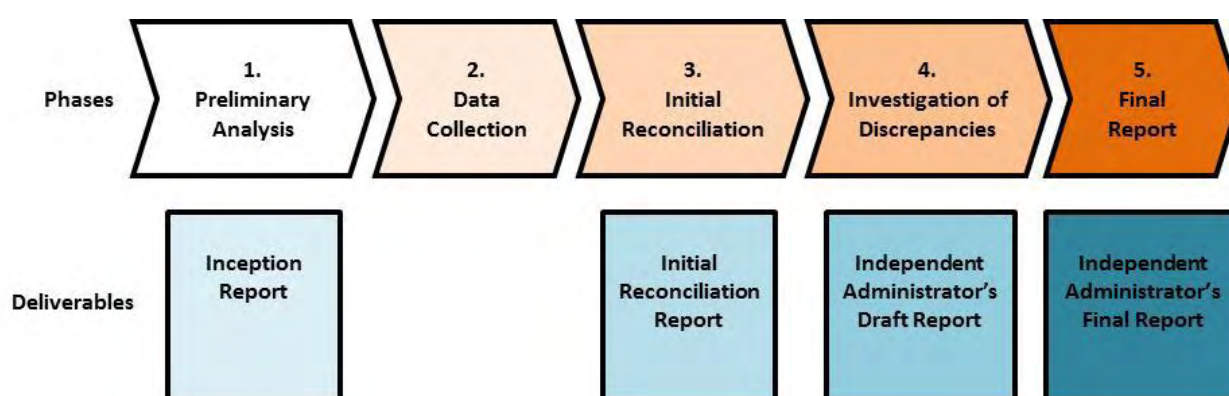 Phases
1.
Preliminary
Analysis
2.
Data
Collection
3.
Initial
Reconciliation
4.
Investigation of
Discrepancies
5.
Final
Report
Deliverables
Inception
Report
Initial
Reconciliation
Report
Independent
Administrator's
Draft Report
Independent
Administrator's
Final Report